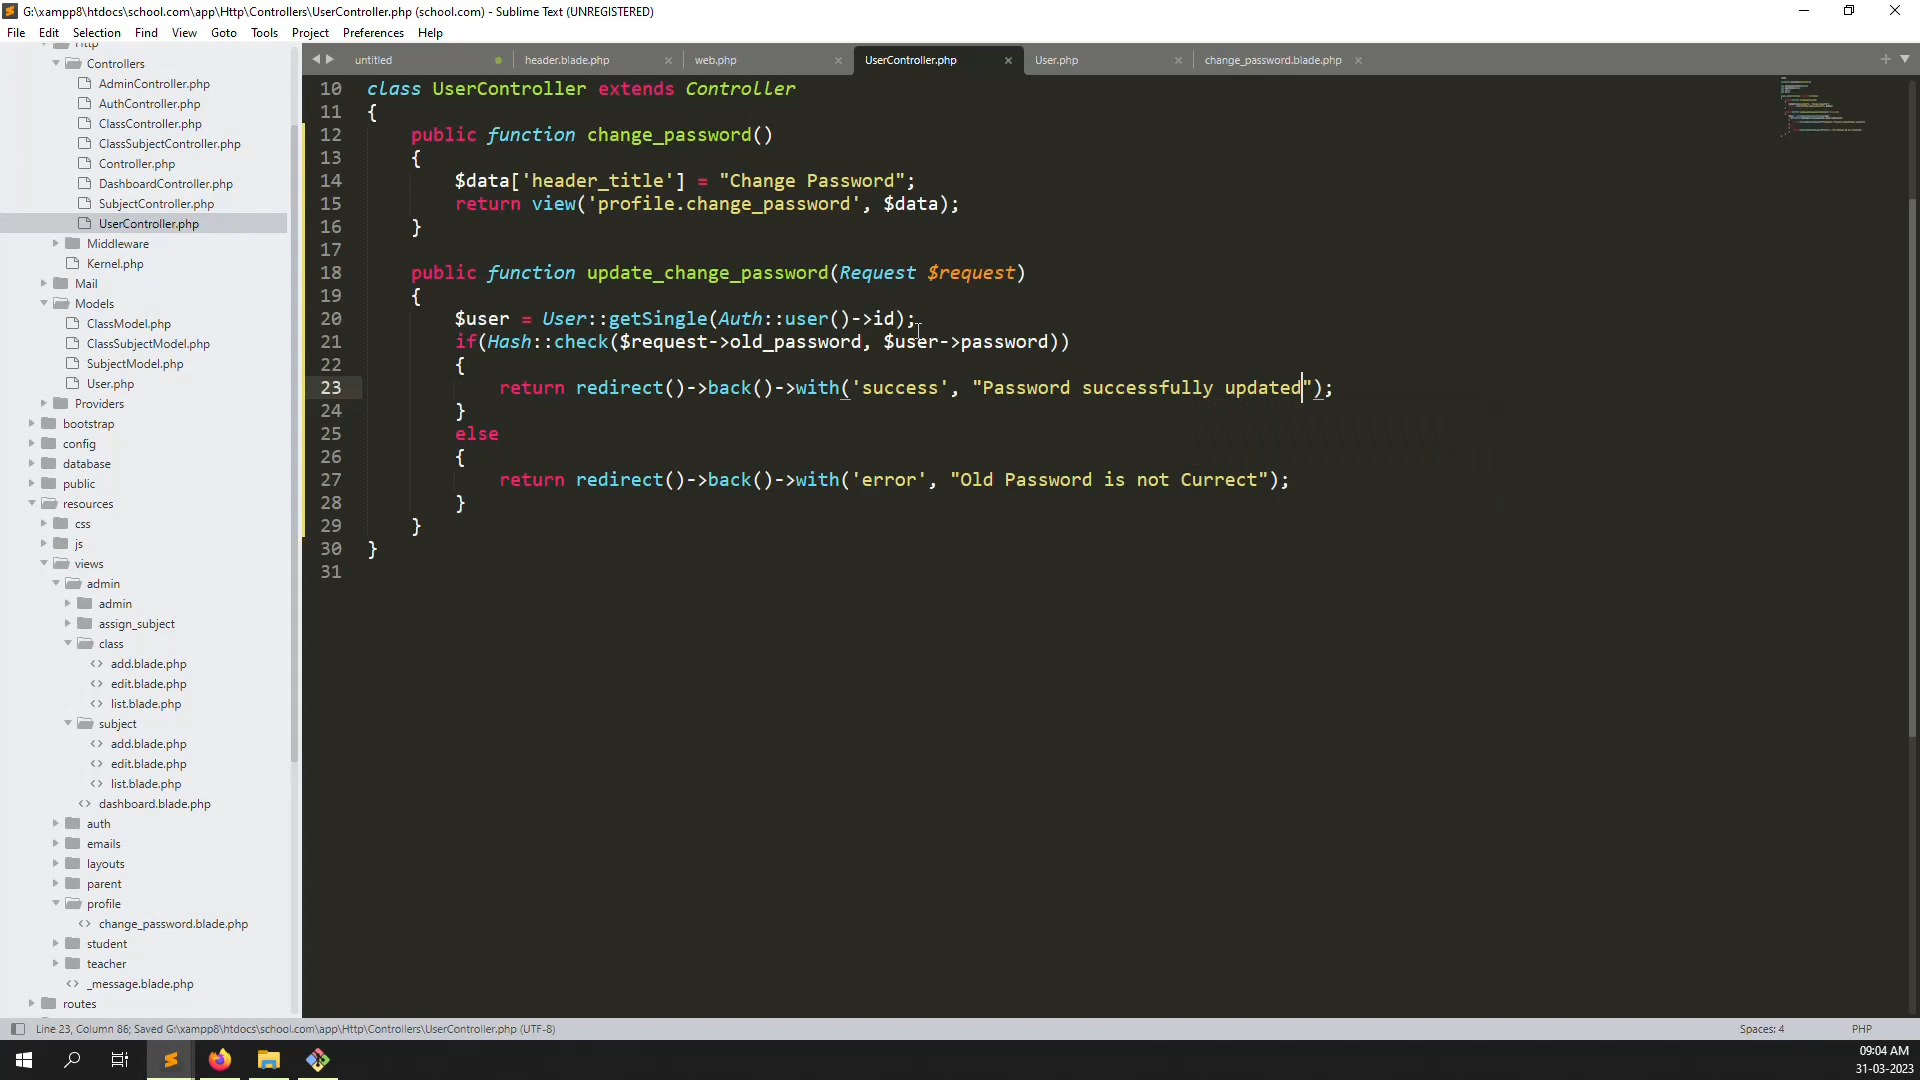 G:\xampp8\htdocs\school.com\app\Http\Controllers\UserController.php (school.com) - Sublime Text (UNREGISTERED)
File Edit Selection Find View Goto Tools Project Preferences Help
Http
Controllers
AdminController.php
AuthController.php
ClassController.php
ClassSubjectController.php
Controller.php
DashboardController.php
SubjectController.php
UserController.php
Middleware
Kernel.php
Mail
Models
ClassModel.php
ClassSubjectModel.php
SubjectModel.php
User.php
Providers
bootstrap
config
database
public
resources
css
js
views
admin
admin
assign_subject
class
add.blade.php
edit.blade.php
list.blade.php
subject
add.blade.php
edit.blade.php
list.blade.php
dashboard.blade.php
auth
emails
layouts
parent
profile
change_password.blade.php
student
teacher
_message.blade.php
routes
untitled header.blade.php web.php UserController.php User.php change_password.blade.php
10 class UserController extends Controller
11 {
12 public function change_password()
13 {
14 $data['header_title'] = "Change Password";
15 return view('profile.change_password', $data);
16 }
17
18 public function update_change_password(Request $request)
19 {
20 $user = User::getSingle(Auth::user()->id);
21 if(Hash::check($request->old_password, $user->password))
22 {
23 return redirect()->back()->with('success', "Password successfully updated");
24 }
25 else
26 {
27 return redirect()->back()->with('error', "Old Password is not Currect");
28 }
29 }
30 }
31
Line 23, Column 86; Saved G:\xampp8\htdocs\school.com\app\Http\Controllers\UserController.php (UTF-8) Spaces: 4 PHP
09:04 AM
31-03-2023